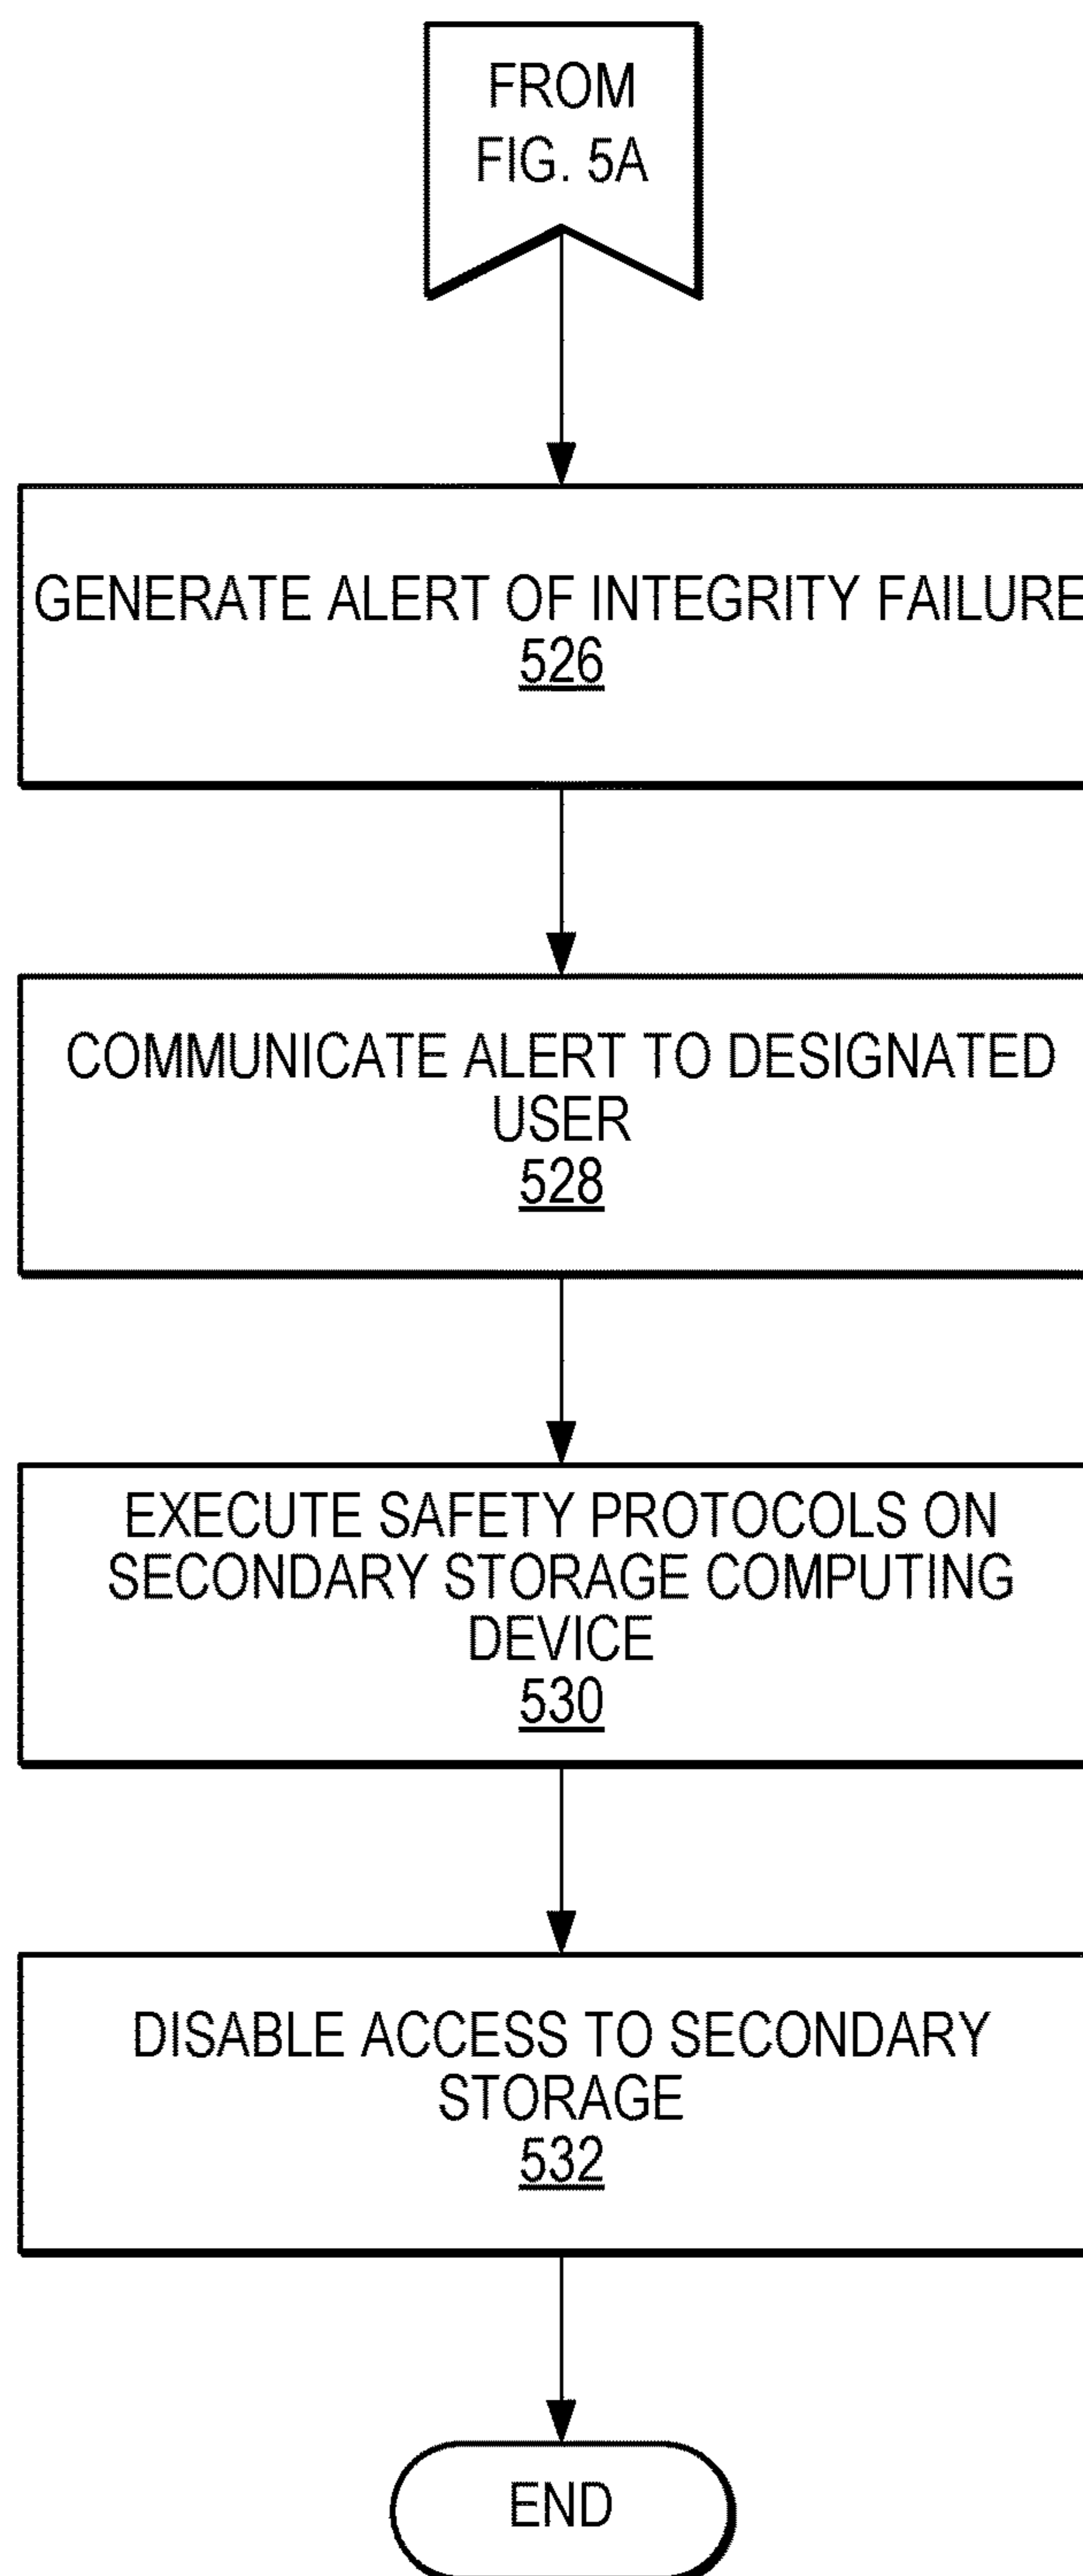 FROM
FIG. 5A
GENERATE ALERT OF INTEGRITY FAILURE
526
COMMUNICATE ALERT TO DESIGNATED
USER
528
EXECUTE SAFETY PROTOCOLS ON
SECONDARY STORAGE COMPUTING
DEVICE
530
DISABLE ACCESS TO SECONDARY
STORAGE
532
END